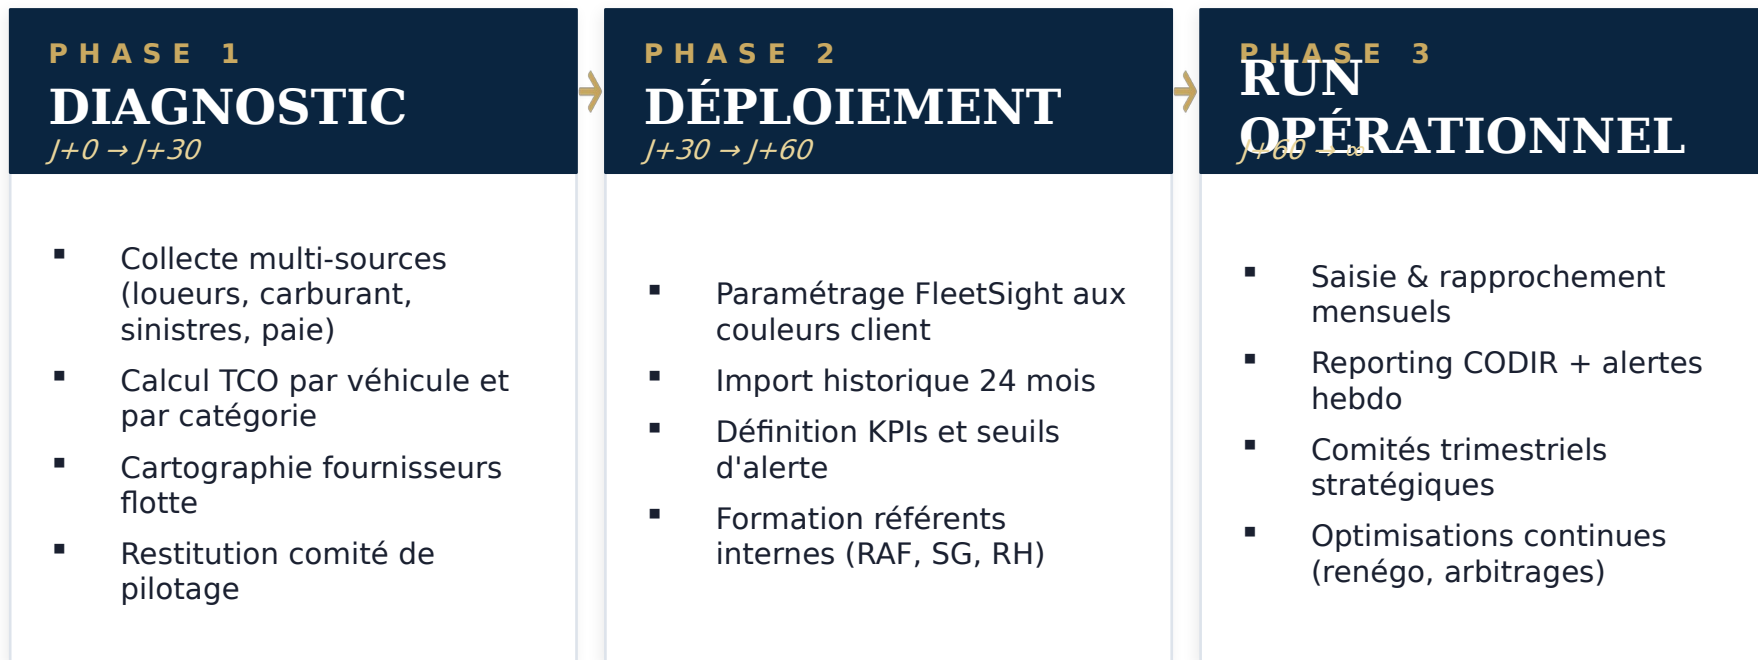 PHASE 1
DIAGNOSTIC
J+0 → J+30
▪ Collecte multi-sources
(loueurs, carburant,
sinistres, paie)
▪ Calcul TCO par véhicule et
par catégorie
▪ Cartographie fournisseurs
flotte
▪ Restitution comité de
pilotage
→
PHASE 2
DÉPLOIEMENT
J+30 → J+60
▪ Paramétrage FleetSight aux
couleurs client
▪ Import historique 24 mois
▪ Définition KPIs et seuils
d'alerte
▪ Formation référents
internes (RAF, SG, RH)
→
PHASE 3
RUN
OPÉRATIONNEL
J+60 → ∞
▪ Saisie & rapprochement
mensuels
▪ Reporting CODIR + alertes
hebdo
▪ Comités trimestriels
stratégiques
▪ Optimisations continues
(renégo, arbitrages)